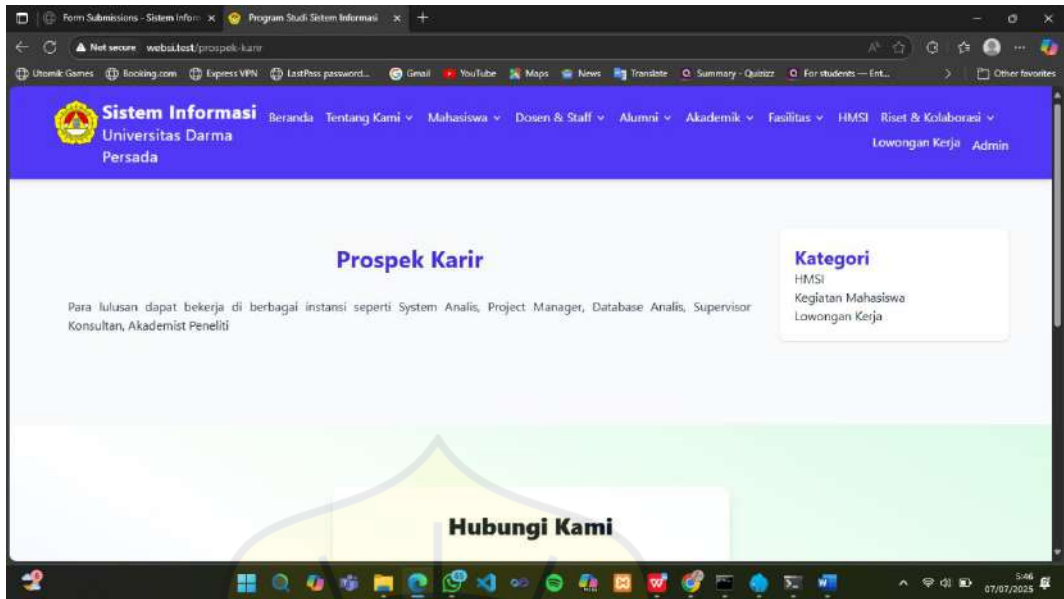 Form Submissions - Sistem Inform
Program Studi Sistem Informasi
Not secure websi.test/prospek-karir
Utomik Games Booking.com Express VPN LastPass password... Gmail YouTube Maps News Translate Summary - Quizizz For students — Ent... Other favorites
Sistem Informasi
Universitas Darma
Persada
Beranda Tentang Kami Mahasiswa Dosen & Staff Alumni Akademik Fasilitas HMSI Riset & Kolaborasi
Lowongan Kerja Admin
Prospek Karir
Para lulusan dapat bekerja di berbagai instansi seperti System Analis, Project Manager, Database Analis, Supervisor
Konsultan, Akademist Peneliti
Kategori
HMSI
Kegiatan Mahasiswa
Lowongan Kerja
Hubungi Kami
5:46
07/07/2025